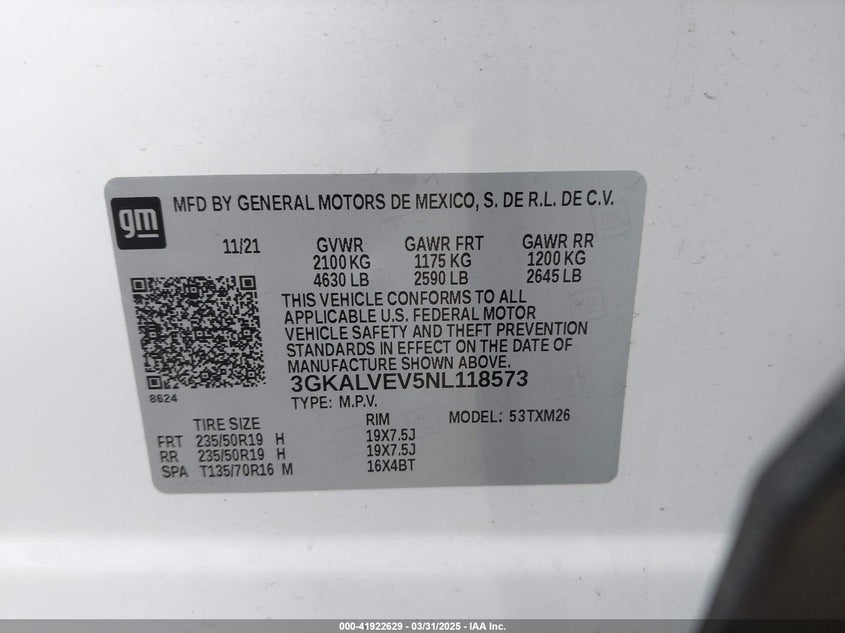 gm
MFD BY GENERAL MOTORS DE MEXICO, S. DE R.L. DE C.V.
11/21 GVWR GAWR FRT GAWR RR
2100 KG 1175 KG 1200 KG
4630 LB 2590 LB 2645 LB
THIS VEHICLE CONFORMS TO ALL
APPLICABLE U.S. FEDERAL MOTOR
VEHICLE SAFETY AND THEFT PREVENTION
STANDARDS IN EFFECT ON THE DATE OF
MANUFACTURE SHOWN ABOVE.
3GKALVEV5NL118573
8624
TYPE: M.P.V.
TIRE SIZE RIM MODEL: 53TXM26
FRT 235/50R19 H 19X7.5J
RR 235/50R19 H 19X7.5J
SPA T135/70R16 M 16X4BT
000-41922629 - 03/31/2025 - IAA Inc.